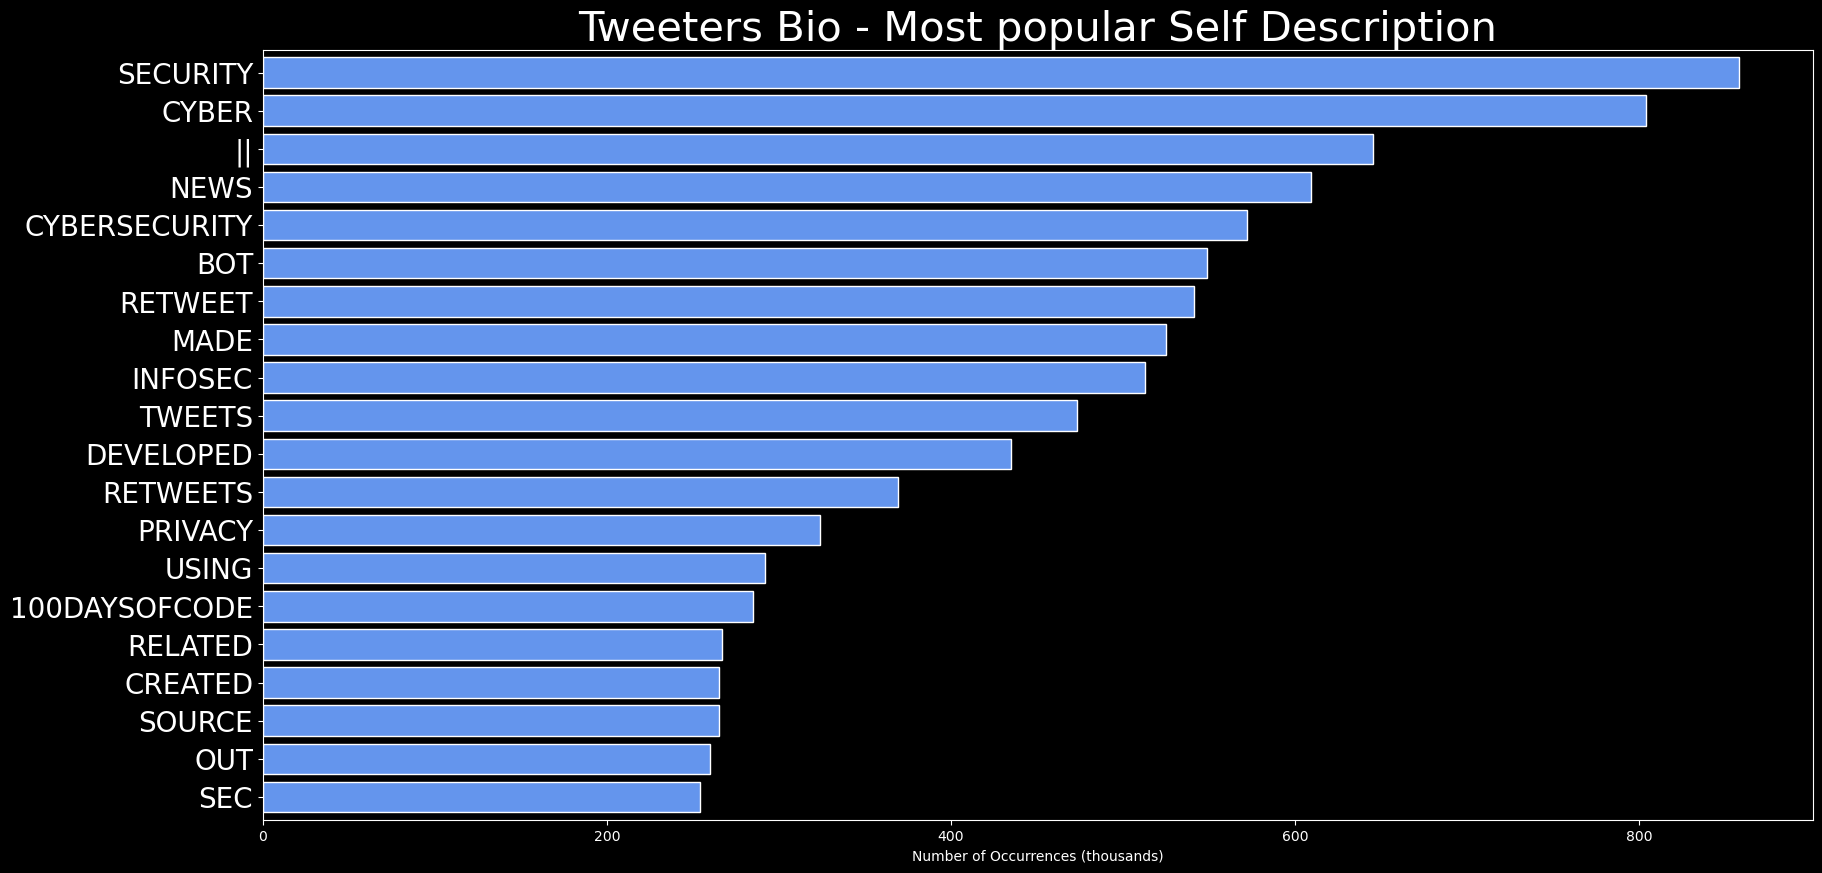 Tweeters Bio - Most popular Self Description
SECURITY
CYBER
||
NEWS
CYBERSECURITY
BOT
RETWEET
MADE
INFOSEC
TWEETS
DEVELOPED
RETWEETS
PRIVACY
USING
100DAYSOFCODE
RELATED
CREATED
SOURCE
OUT
SEC
0 200 400 600 800
Number of Occurrences (thousands)